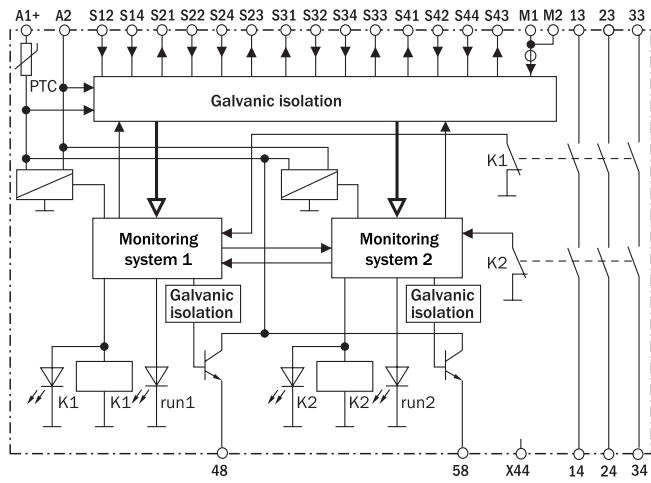 A1+ A2 S12 S14 S21 S22 S24 S23 S31 S32 S34 S33 S41 S42 S44 S43 M1 M2 13 23 33
PTC
Galvanic isolation
K1
Monitoring
system 1
Monitoring
system 2
K2
Galvanic
isolation
Galvanic
isolation
K1 K1 run1 K2 K2 run2
48 58 X44 14 24 34